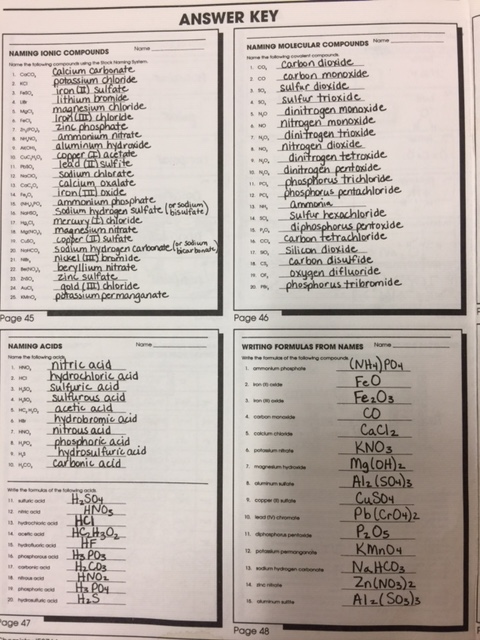 ANSWER KEY
NAMING IONIC COMPOUNDS Name
Name the following compounds using the Stock Naming System.
1. CaCO3 calcium carbonate
2. KCl potassium chloride
3. FeSO4 iron (II) sulfate
4. LiBr lithium bromide
5. MgCl2 magnesium chloride
6. FeCl3 iron (III) chloride
7. Zn3(PO4)2 zinc phosphate
8. NH4NO3 ammonium nitrate
9. Al(OH)3 aluminum hydroxide
10. CuC2H3O2 copper (I) acetate
11. PbSO3 lead (II) sulfite
12. NaClO3 sodium chlorate
13. CaC2O4 calcium oxalate
14. Fe2O3 iron (III) oxide
15. (NH4)3PO4 ammonium phosphate
16. NaHSO4 sodium hydrogen sulfate (or sodium bisulfate)
17. Hg2Cl2 mercury (I) chloride
18. Mg(NO2)2 magnesium nitrate
19. CuSO4 copper (II) sulfate
20. NaHCO3 sodium hydrogen carbonate (or sodium bicarbonate)
21. NiBr3 nickel (III) bromide
22. Be(NO3)2 beryllium nitrate
23. ZnSO4 zinc sulfate
24. AuCl3 gold (III) chloride
25. KMnO4 potassium permanganate
Page 45
NAMING MOLECULAR COMPOUNDS Name
Name the following covalent compounds.
1. CO2 carbon dioxide
2. CO carbon monoxide
3. SO2 sulfur dioxide
4. SO3 sulfur trioxide
5. N2O dinitrogen monoxide
6. NO nitrogen monoxide
7. N2O3 dinitrogen trioxide
8. NO2 nitrogen dioxide
9. N2O4 dinitrogen tetroxide
10. N2O5 dinitrogen pentoxide
11. PCl3 phosphorus trichloride
12. PCl5 phosphorus pentachloride
13. NH3 ammonia
14. SCl6 sulfur hexachloride
15. P2O5 diphosphorus pentoxide
16. CCl4 carbon tetrachloride
17. SiO2 silicon dioxide
18. CS2 carbon disulfide
19. OF2 oxygen difluoride
20. PBr3 phosphorus tribromide
Page 46
NAMING ACIDS Name
Name the following acids.
1. HNO3 nitric acid
2. HCl hydrochloric acid
3. H2SO4 sulfuric acid
4. H2SO3 sulfurous acid
5. HC2H3O2 acetic acid
6. HBr hydrobromic acid
7. HNO2 nitrous acid
8. H3PO4 phosphoric acid
9. H2S hydrosulfuric acid
10. H2CO3 carbonic acid
Write the formulas of the following acids.
11. sulfuric acid H2SO4
12. nitric acid HNO3
13. hydrochloric acid HCl
14. acetic acid HC2H3O2
15. hydrofluoric acid HF
16. phosphorous acid H3PO3
17. carbonic acid H2CO3
18. nitrous acid HNO2
19. phosphoric acid H3PO4
20. hydrosulfuric acid H2S
Page 47
WRITING FORMULAS FROM NAMES Name
Write the formulas of the following compounds.
1. ammonium phosphate (NH4)PO4
2. iron (II) oxide FeO
3. iron (III) oxide Fe2O3
4. carbon monoxide CO
5. calcium chloride CaCl2
6. potassium nitrate KNO3
7. magnesium hydroxide Mg(OH)2
8. aluminum sulfate Al2(SO4)3
9. copper (II) sulfate CuSO4
10. lead (IV) chromate Pb(CrO4)2
11. diphosphorus pentoxide P2O5
12. potassium permanganate KMnO4
13. sodium hydrogen carbonate NaHCO3
14. zinc nitrate Zn(NO3)2
15. aluminum sulfite Al2(SO3)3
Page 48